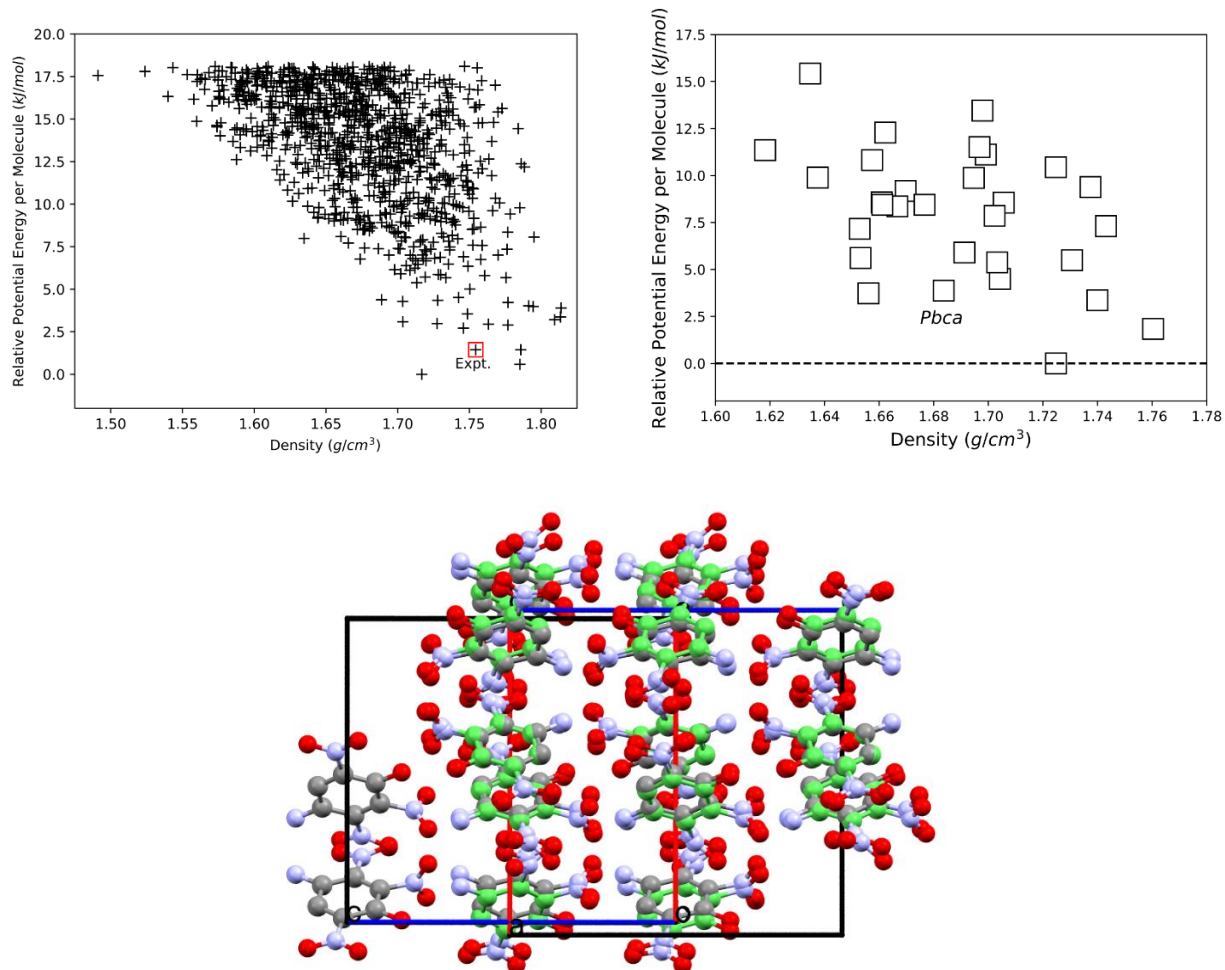 20.0
17.5
15.0
12.5
10.0
7.5
5.0
2.5
0.0
Relative Potential Energy per Molecule (kJ/mol)
Expt.
1.50 1.55 1.60 1.65 1.70 1.75 1.80
Density (g/cm³)
17.5
15.0
12.5
10.0
7.5
5.0
2.5
0.0
Relative Potential Energy per Molecule (kJ/mol)
Pbca
1.60 1.62 1.64 1.66 1.68 1.70 1.72 1.74 1.76 1.78
Density (g/cm³)
c
a
o